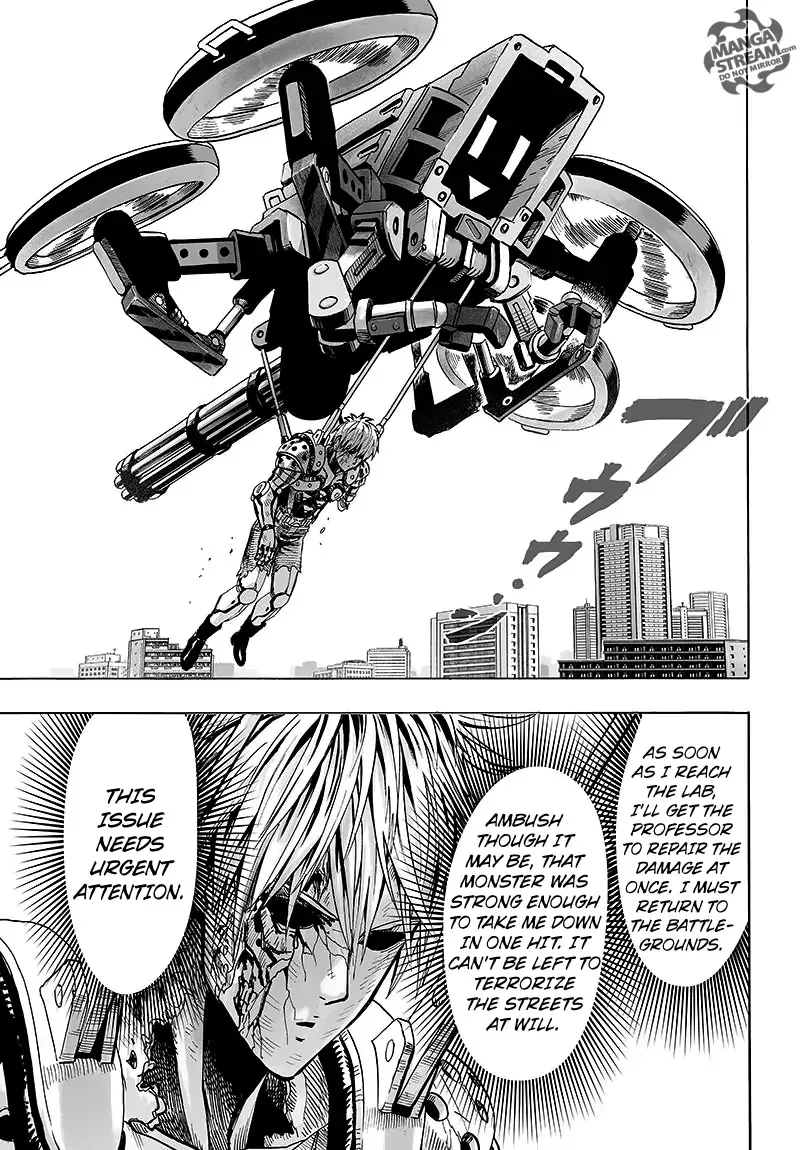 MANGA
STREAM.com
DO NOT MIRROR
ブゥゥ...
AS SOON
AS I REACH
THE LAB,
I'LL GET THE
PROFESSOR
TO REPAIR THE
DAMAGE AT
ONCE. I MUST
RETURN TO
THE BATTLE-
GROUNDS.
AMBUSH
THOUGH IT
MAY BE, THAT
MONSTER WAS
STRONG ENOUGH
TO TAKE ME DOWN
IN ONE HIT. IT
CAN'T BE LEFT TO
TERRORIZE
THE STREETS
AT WILL.
THIS
ISSUE
NEEDS
URGENT
ATTENTION.